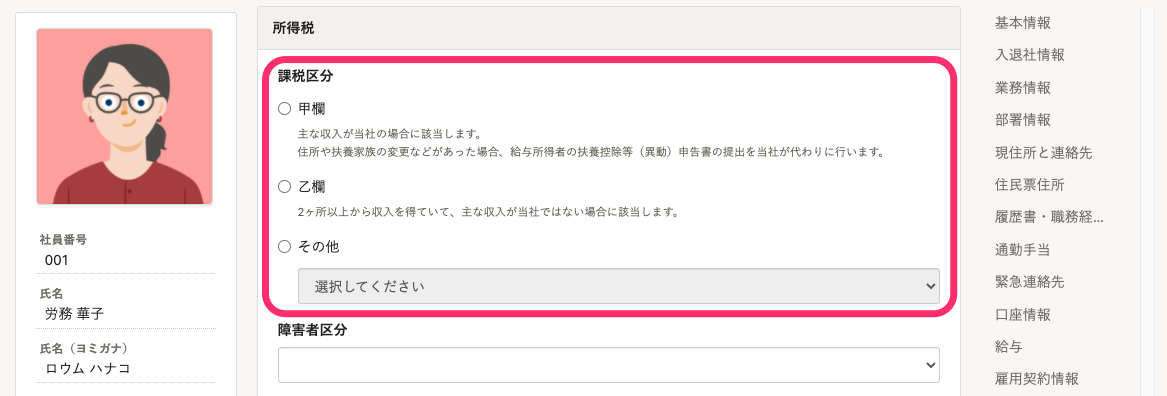 社員番号
001
氏名
労務 華子
氏名（ヨミガナ）
ロウム ハナコ
所得税
課税区分
甲欄
主な収入が当社の場合に該当します。
住所や扶養家族の変更などがあった場合、給与所得者の扶養控除等（異動）申告書の提出を当社が代わりに行います。
乙欄
2ヶ所以上から収入を得ていて、主な収入が当社ではない場合に該当します。
その他
選択してください
障害者区分
基本情報
入退社情報
業務情報
部署情報
現住所と連絡先
住民票住所
履歴書・職務経...
通勤手当
緊急連絡先
口座情報
給与
雇用契約情報